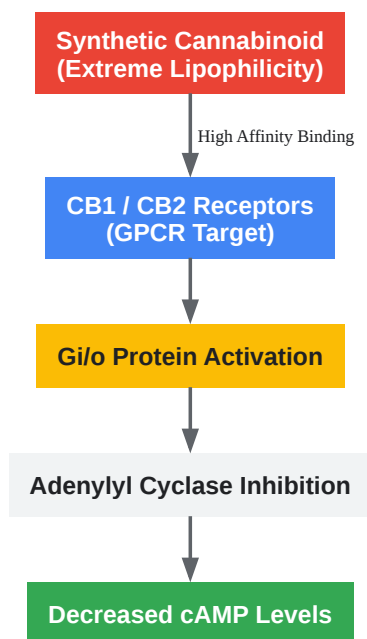 Synthetic Cannabinoid
(Extreme Lipophilicity)
High Affinity Binding
CB1 / CB2 Receptors
(GPCR Target)
Gi/o Protein Activation
Adenylyl Cyclase Inhibition
Decreased cAMP Levels